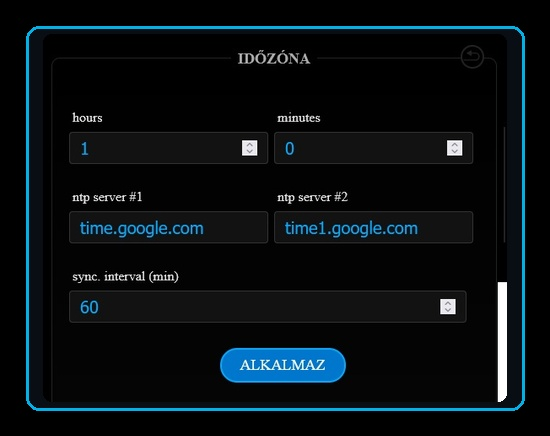 IDŐZÓNA
hours minutes
1 0
ntp server #1 ntp server #2
time.google.com time1.google.com
sync. interval (min)
60
ALKALMAZ